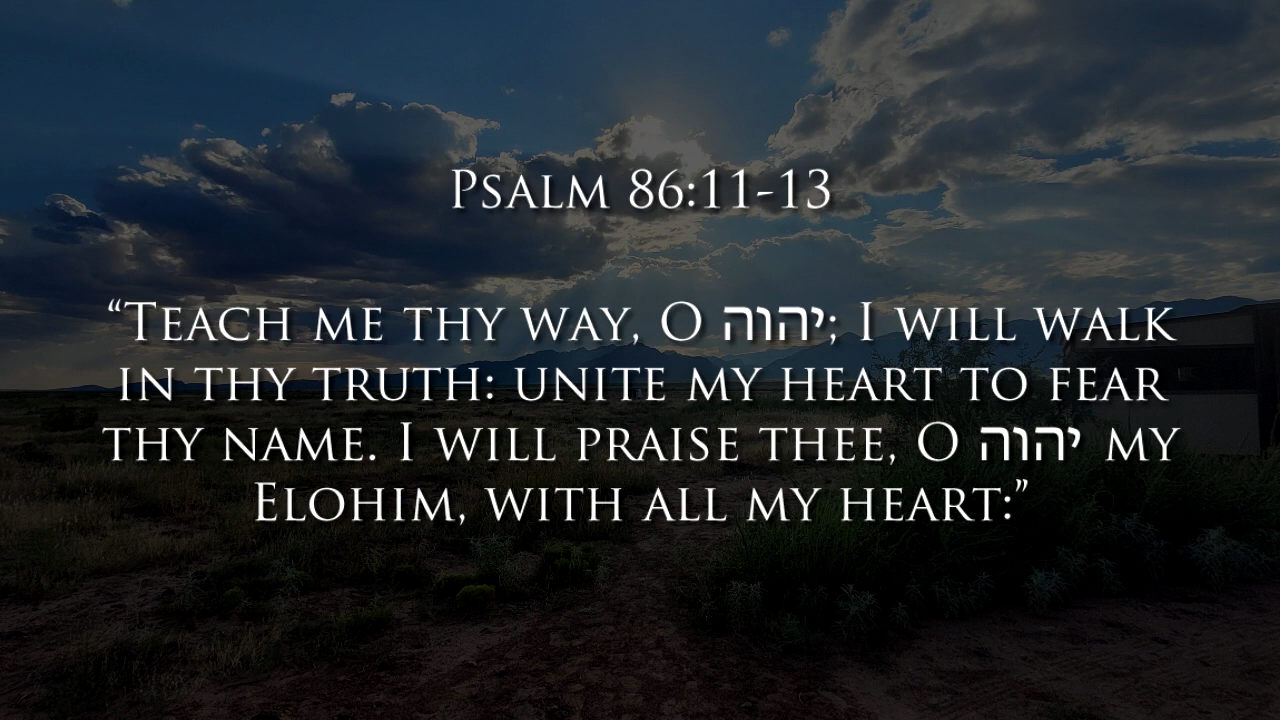 Psalm 86:11-13
“Teach me thy way, O יהוה; I will walk
in thy truth: unite my heart to fear
thy name. I will praise thee, O יהוה my
Elohim, with all my heart:”